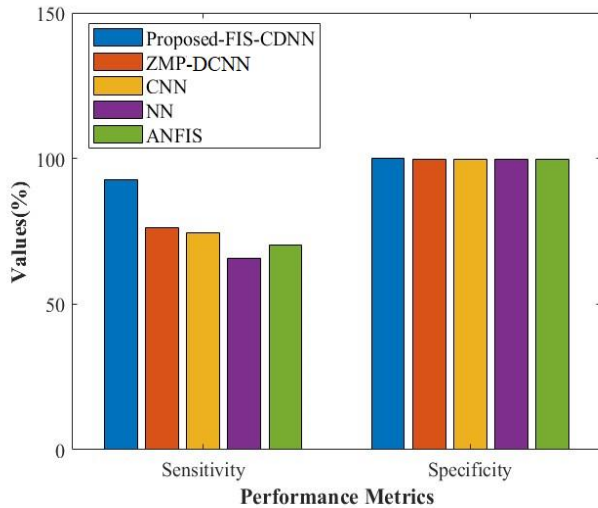 150
100
50
0
Values(%)
Proposed-FIS-CDNN
ZMP-DCNN
CNN
NN
ANFIS
Sensitivity
Specificity
Performance Metrics